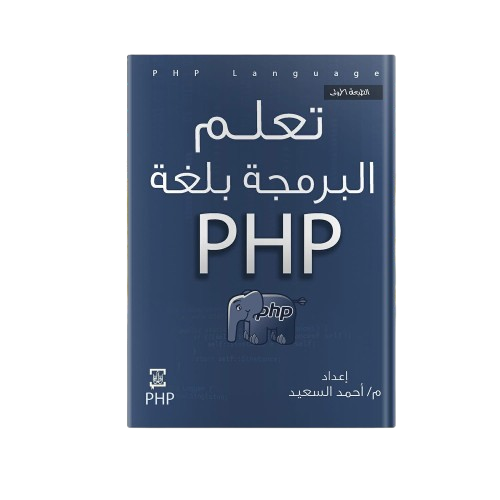 PHP Language
الطبعة الأولى
تعلم
البرمجة بلغة
PHP
php
إعداد
م/ أحمد السعيد
PHP